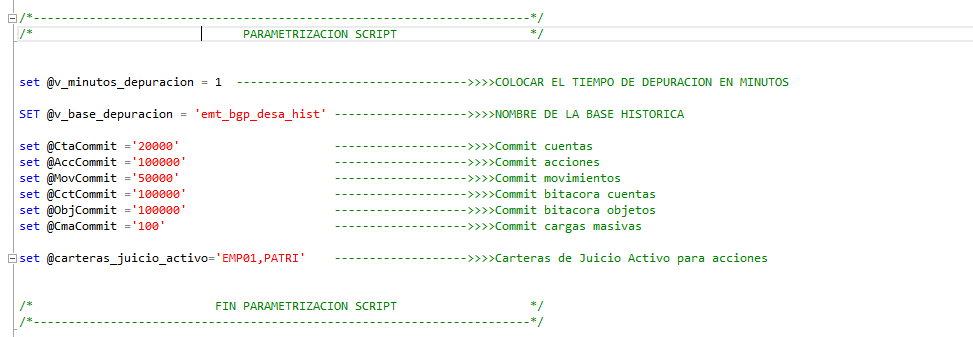 /*-----------------------------------------------------------------------*/
/*                              PARAMETRIZACION SCRIPT                   */
set @v_minutos_depuracion = 1  --------------------------------->>>>COLOCAR EL TIEMPO DE DEPURACION EN MINUTOS
SET @v_base_depuracion = 'emt_bgp_desa_hist' ------------------->>>>NOMBRE DE LA BASE HISTORICA
set @CtaCommit ='20000'                      ------------------->>>>Commit cuentas
set @AccCommit ='100000'                     ------------------->>>>Commit acciones
set @MovCommit ='50000'                      ------------------->>>>Commit movimientos
set @CctCommit ='100000'                     ------------------->>>>Commit bitacora cuentas
set @ObjCommit ='100000'                     ------------------->>>>Commit bitacora objetos
set @CmaCommit ='100'                        ------------------->>>>Commit cargas masivas
set @carteras_juicio_activo='EMP01,PATRI'    ------------------->>>>Carteras de Juicio Activo para acciones
/*                          FIN PARAMETRIZACION SCRIPT                   */
/*-----------------------------------------------------------------------*/